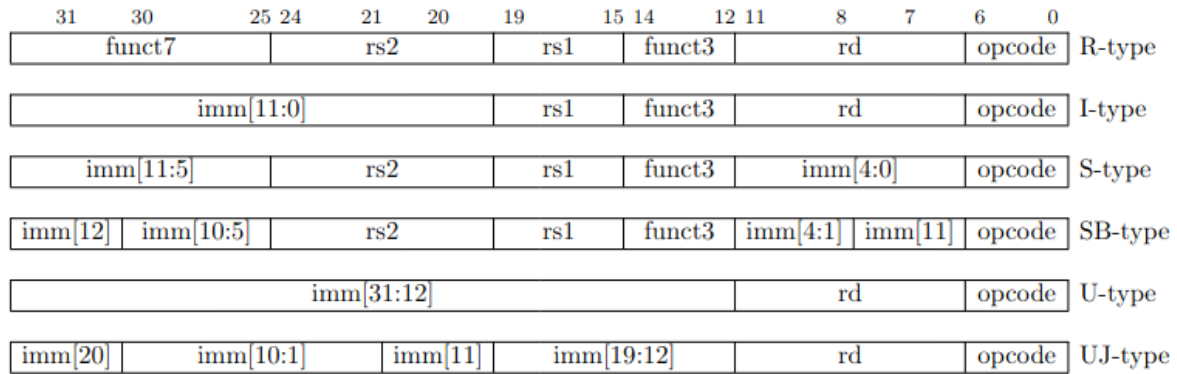 31 30 25 24 21 20 19 15 14 12 11 8 7 6 0
funct7 rs2 rs1 funct3 rd opcode R-type
imm[11:0] rs1 funct3 rd opcode I-type
imm[11:5] rs2 rs1 funct3 imm[4:0] opcode S-type
imm[12] imm[10:5] rs2 rs1 funct3 imm[4:1] imm[11] opcode SB-type
imm[31:12] rd opcode U-type
imm[20] imm[10:1] imm[11] imm[19:12] rd opcode UJ-type